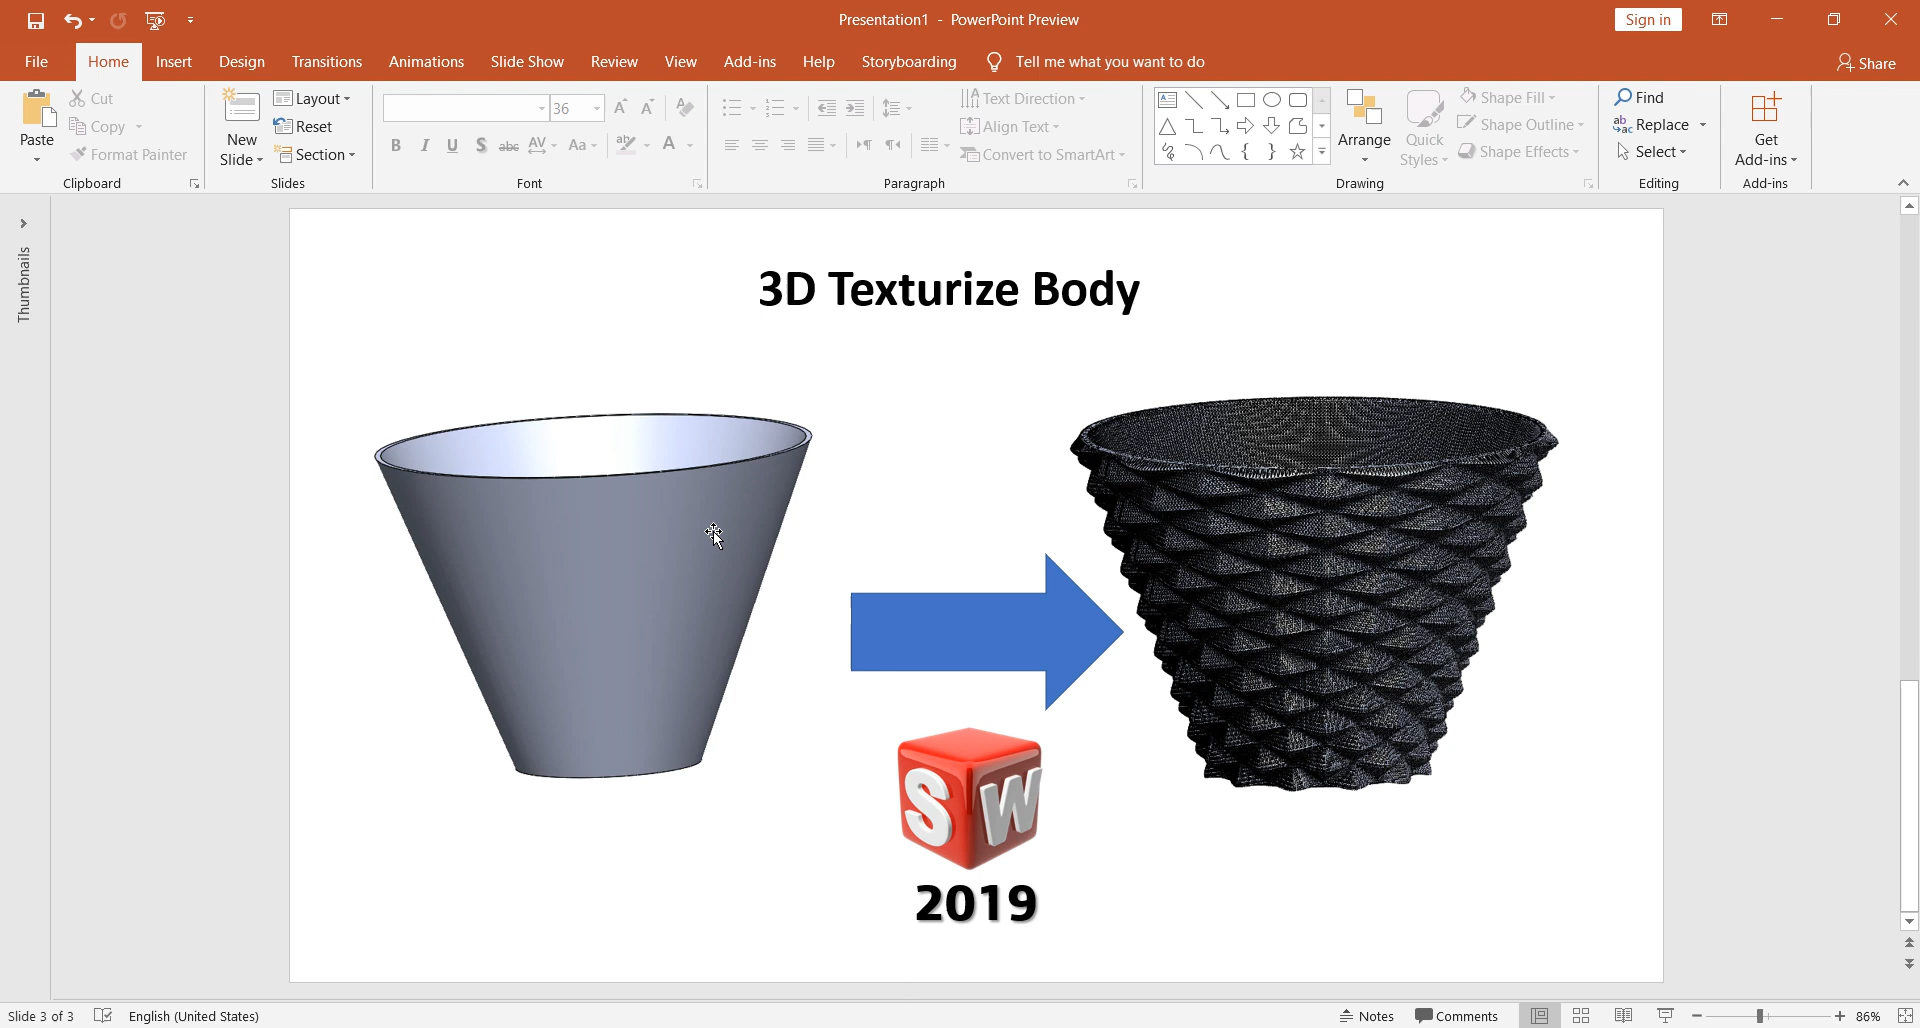 Presentation1 - PowerPoint Preview
Sign in
File Home Insert Design Transitions Animations Slide Show Review View Add-ins Help Storyboarding Tell me what you want to do Share
Paste
Cut
Copy
Format Painter
Clipboard
New Slide
Layout
Reset
Section
Slides
36
B I U S abc AV Aa A
Font
Text Direction
Align Text
Convert to SmartArt
Paragraph
Arrange
Quick Styles
Shape Fill
Shape Outline
Shape Effects
Drawing
Find
Replace
Select
Editing
Get Add-ins
Add-ins
Thumbnails
3D Texturize Body
SW
2019
Slide 3 of 3 English (United States) Notes Comments 86%